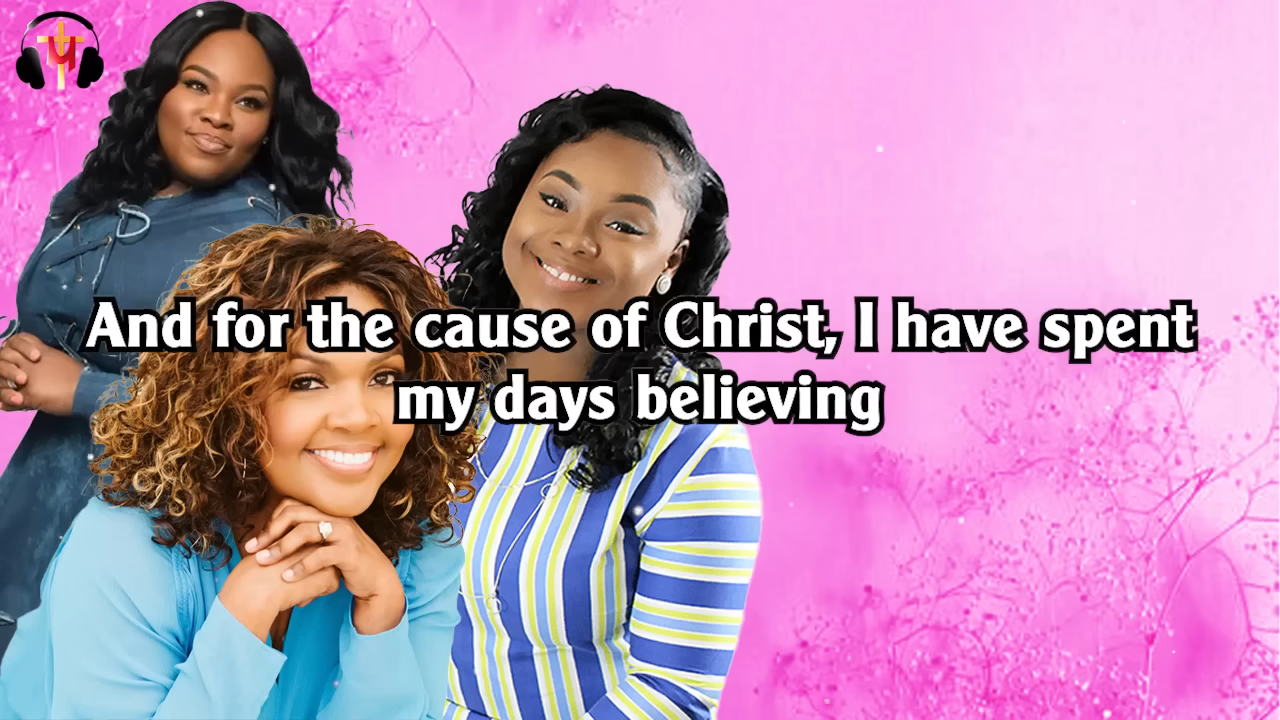 And for the cause of Christ, I have spent
my days believing